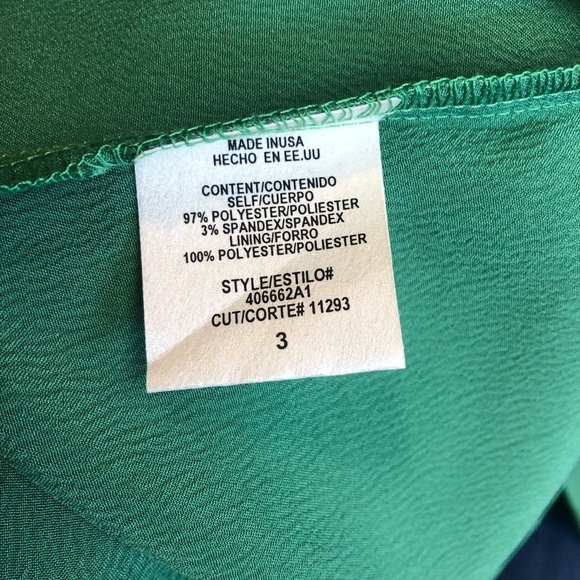 MADE INUSA
HECHO EN EE.UU
CONTENT/CONTENIDO
SELF/CUERPO
97% POLYESTER/POLIESTER
3% SPANDEX/SPANDEX
LINING/FORRO
100% POLYESTER/POLIESTER
STYLE/ESTILO#
406662A1
CUT/CORTE# 11293
3